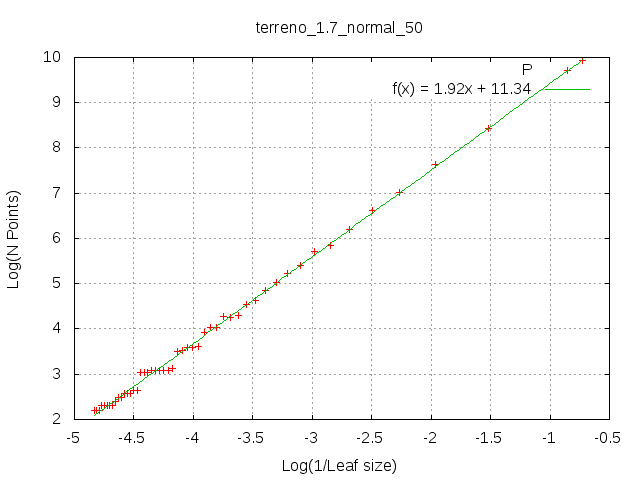 terreno_1.7_normal_50
10
9
8
7
6
5
4
3
2
Log(N Points)
P
f(x) = 1.92x + 11.34
-5 -4.5 -4 -3.5 -3 -2.5 -2 -1.5 -1 -0.5
Log(1/Leaf size)